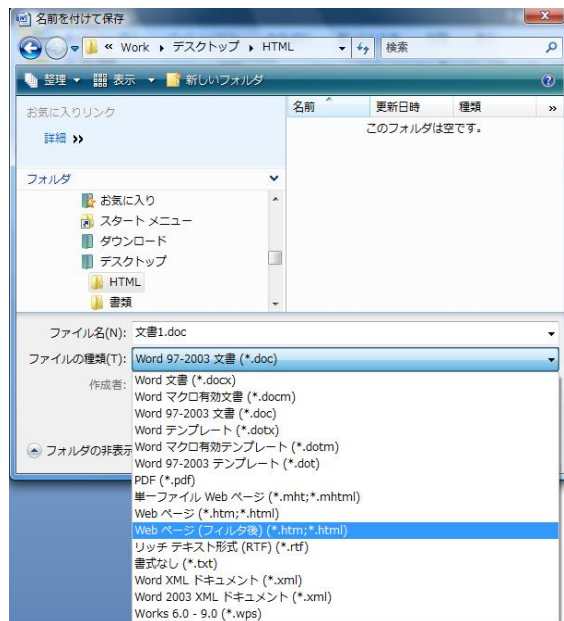 名前を付けて保存
« Work ▸ デスクトップ ▸ HTML
検索
整理 表示 新しいフォルダ
お気に入りリンク
詳細 »
名前 更新日時 種類 »
このフォルダは空です。
フォルダ
お気に入り
スタート メニュー
ダウンロード
デスクトップ
HTML
書類
ファイル名(N): 文書1.doc
ファイルの種類(T): Word 97-2003 文書 (*.doc)
作成者:
フォルダの非表示
Word 文書 (*.docx)
Word マクロ有効文書 (*.docm)
Word 97-2003 文書 (*.doc)
Word テンプレート (*.dotx)
Word マクロ有効テンプレート (*.dotm)
Word 97-2003 テンプレート (*.dot)
PDF (*.pdf)
単一ファイル Web ページ (*.mht;*.mhtml)
Web ページ (*.htm;*.html)
Web ページ (フィルタ後) (*.htm;*.html)
リッチ テキスト形式 (RTF) (*.rtf)
書式なし (*.txt)
Word XML ドキュメント (*.xml)
Word 2003 XML ドキュメント (*.xml)
Works 6.0 - 9.0 (*.wps)